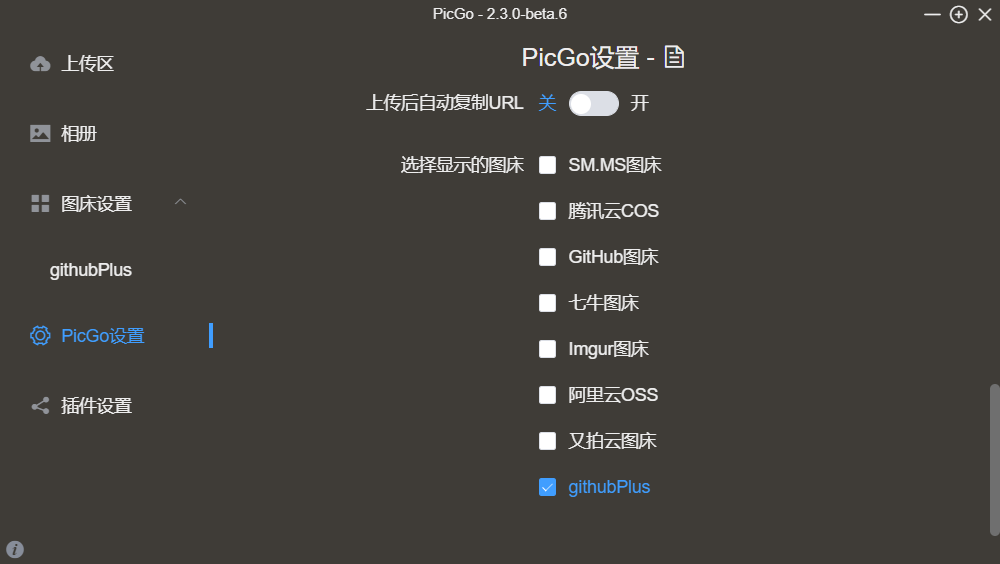 PicGo - 2.3.0-beta.6
上传区
相册
图床设置
githubPlus
PicGo设置
插件设置
PicGo设置 -
上传后自动复制URL 关 开
选择显示的图床 SM.MS图床
腾讯云COS
GitHub图床
七牛图床
Imgur图床
阿里云OSS
又拍云图床
githubPlus